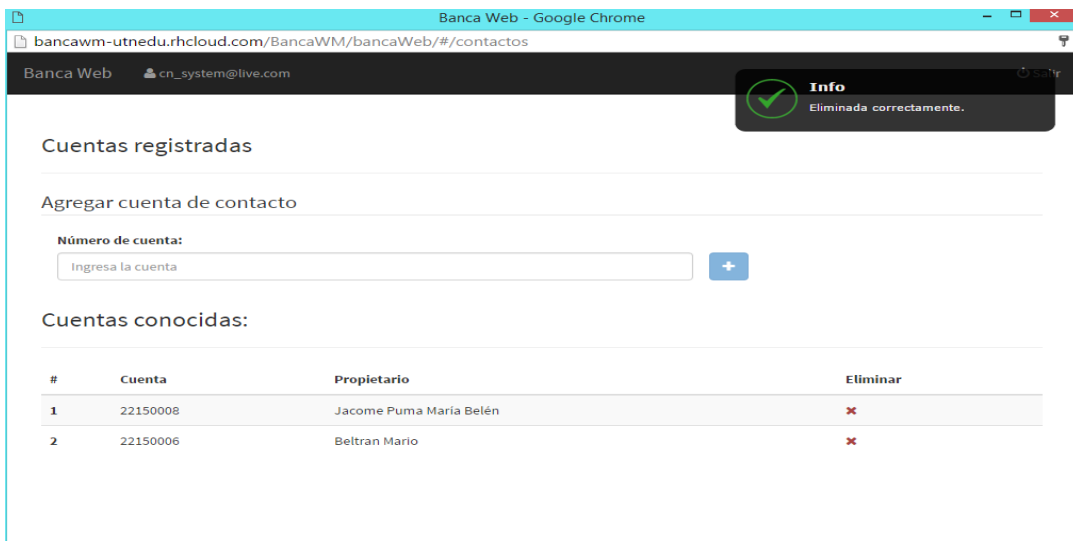 Banca Web - Google Chrome
bancawm-utnedu.rhcloud.com/BancaWM/bancaWeb/#/contactos
Banca Web cn_system@live.com Salir
Info
Eliminada correctamente.
Cuentas registradas
Agregar cuenta de contacto
Número de cuenta:
Ingresa la cuenta
Cuentas conocidas:
# Cuenta Propietario Eliminar
1 22150008 Jacome Puma María Belén
2 22150006 Beltran Mario